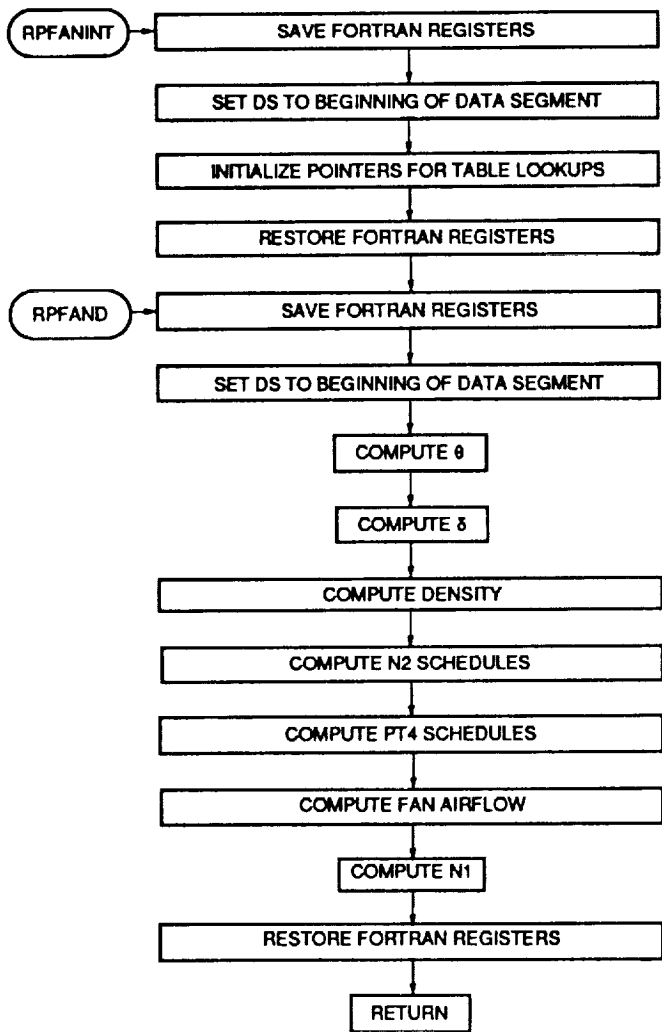 RPFANINT
SAVE FORTRAN REGISTERS
SET DS TO BEGINNING OF DATA SEGMENT
INITIALIZE POINTERS FOR TABLE LOOKUPS
RESTORE FORTRAN REGISTERS
RPFAND
SAVE FORTRAN REGISTERS
SET DS TO BEGINNING OF DATA SEGMENT
COMPUTE θ
COMPUTE δ
COMPUTE DENSITY
COMPUTE N2 SCHEDULES
COMPUTE PT4 SCHEDULES
COMPUTE FAN AIRFLOW
COMPUTE N1
RESTORE FORTRAN REGISTERS
RETURN